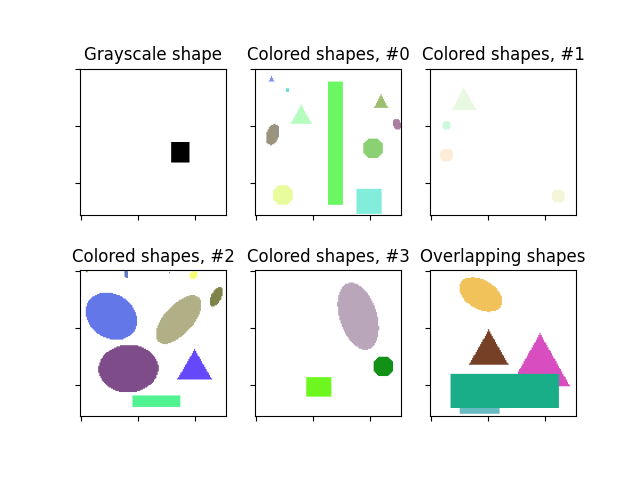 Grayscale shape
Colored shapes, #0
Colored shapes, #1
Colored shapes, #2
Colored shapes, #3
Overlapping shapes